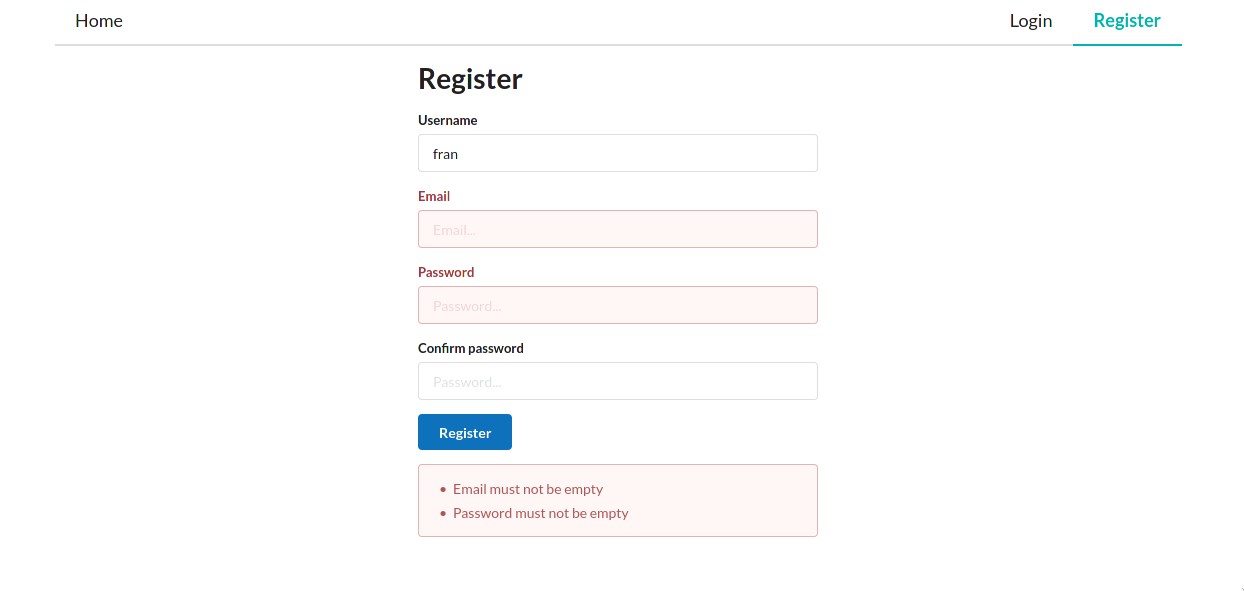 Home Login Register
Register
Username
fran
Email
Email...
Password
Password...
Confirm password
Password...
Register
• Email must not be empty
• Password must not be empty